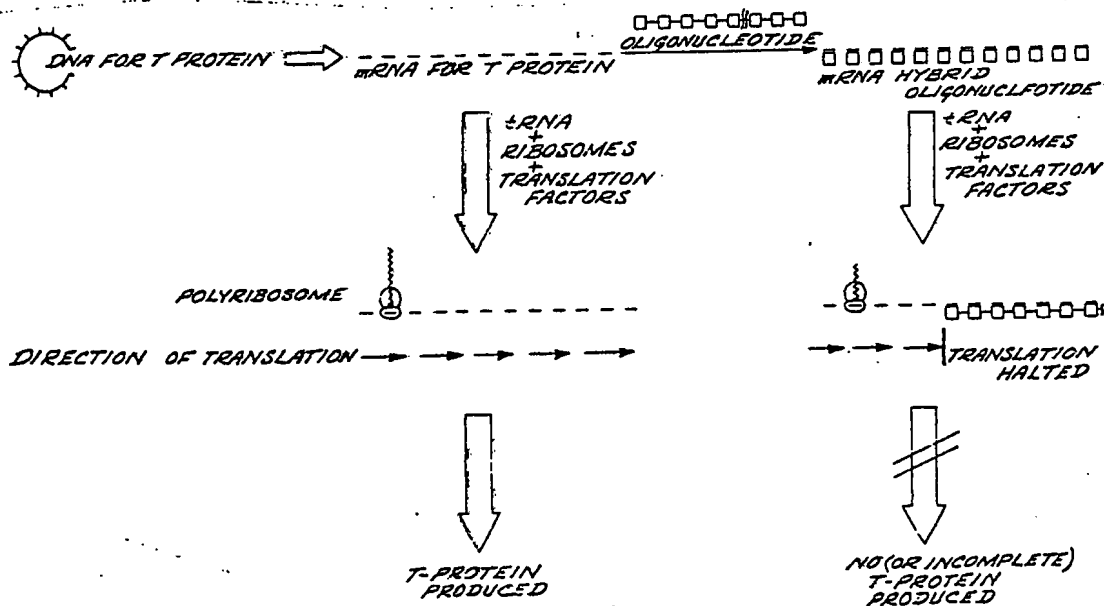 DNA FOR T PROTEIN
mRNA FOR T PROTEIN
OLIGONUCLEOTIDE
mRNA HYBRID
OLIGONUCLFOTIDE
tRNA
+
RIBOSOMES
+
TRANSLATION
FACTORS
tRNA
+
RIBOSOMES
+
TRANSLATION
FACTORS
POLYRIBOSOME
DIRECTION OF TRANSLATION
TRANSLATION
HALTED
T-PROTEIN
PRODUCED
NO (OR INCOMPLETE)
T-PROTEIN
PRODUCED